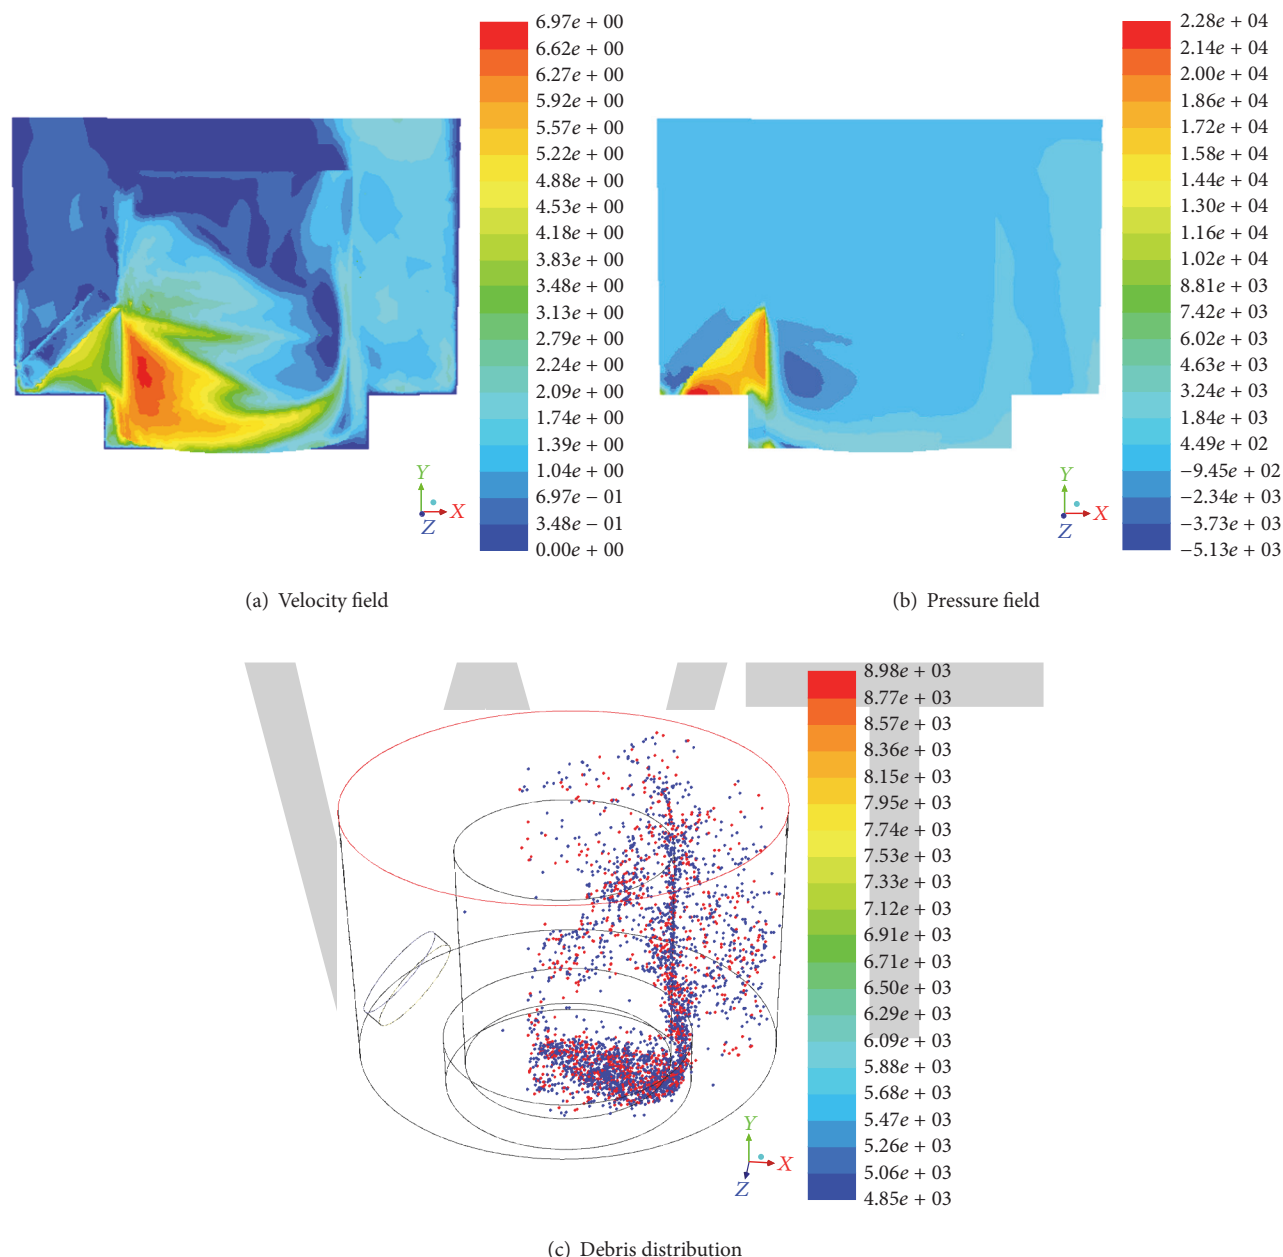 6.97e + 00
6.62e + 00
6.27e + 00
5.92e + 00
5.57e + 00
5.22e + 00
4.88e + 00
4.53e + 00
4.18e + 00
3.83e + 00
3.48e + 00
3.13e + 00
2.79e + 00
2.24e + 00
2.09e + 00
1.74e + 00
1.39e + 00
1.04e + 00
6.97e − 01
3.48e − 01
0.00e + 00
Y
X
Z
(a) Velocity field
2.28e + 04
2.14e + 04
2.00e + 04
1.86e + 04
1.72e + 04
1.58e + 04
1.44e + 04
1.30e + 04
1.16e + 04
1.02e + 04
8.81e + 03
7.42e + 03
6.02e + 03
4.63e + 03
3.24e + 03
1.84e + 03
4.49e + 02
−9.45e + 02
−2.34e + 03
−3.73e + 03
−5.13e + 03
Y
X
Z
(b) Pressure field
8.98e + 03
8.77e + 03
8.57e + 03
8.36e + 03
8.15e + 03
7.95e + 03
7.74e + 03
7.53e + 03
7.33e + 03
7.12e + 03
6.91e + 03
6.71e + 03
6.50e + 03
6.29e + 03
6.09e + 03
5.88e + 03
5.68e + 03
5.47e + 03
5.26e + 03
5.06e + 03
4.85e + 03
Y
X
Z
(c) Debris distribution